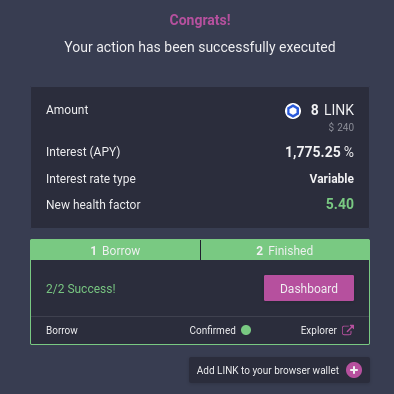 Congrats!
Your action has been successfully executed
Amount 8 LINK
$ 240
Interest (APY) 1,775.25 %
Interest rate type Variable
New health factor 5.40
1 Borrow 2 Finished
2/2 Success! Dashboard
Borrow Confirmed Explorer
Add LINK to your browser wallet